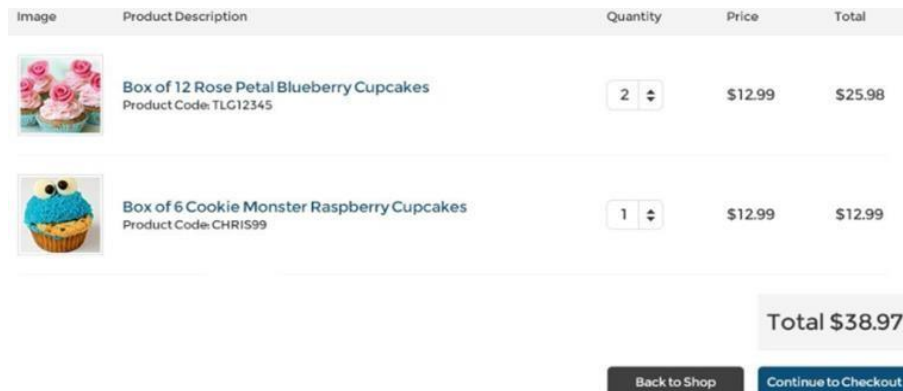 Image Product Description Quantity Price Total
Box of 12 Rose Petal Blueberry Cupcakes
Product Code: TLG12345
2 $12.99 $25.98
Box of 6 Cookie Monster Raspberry Cupcakes
Product Code: CHRIS99
1 $12.99 $12.99
Total $38.97
Back to Shop Continue to Checkout